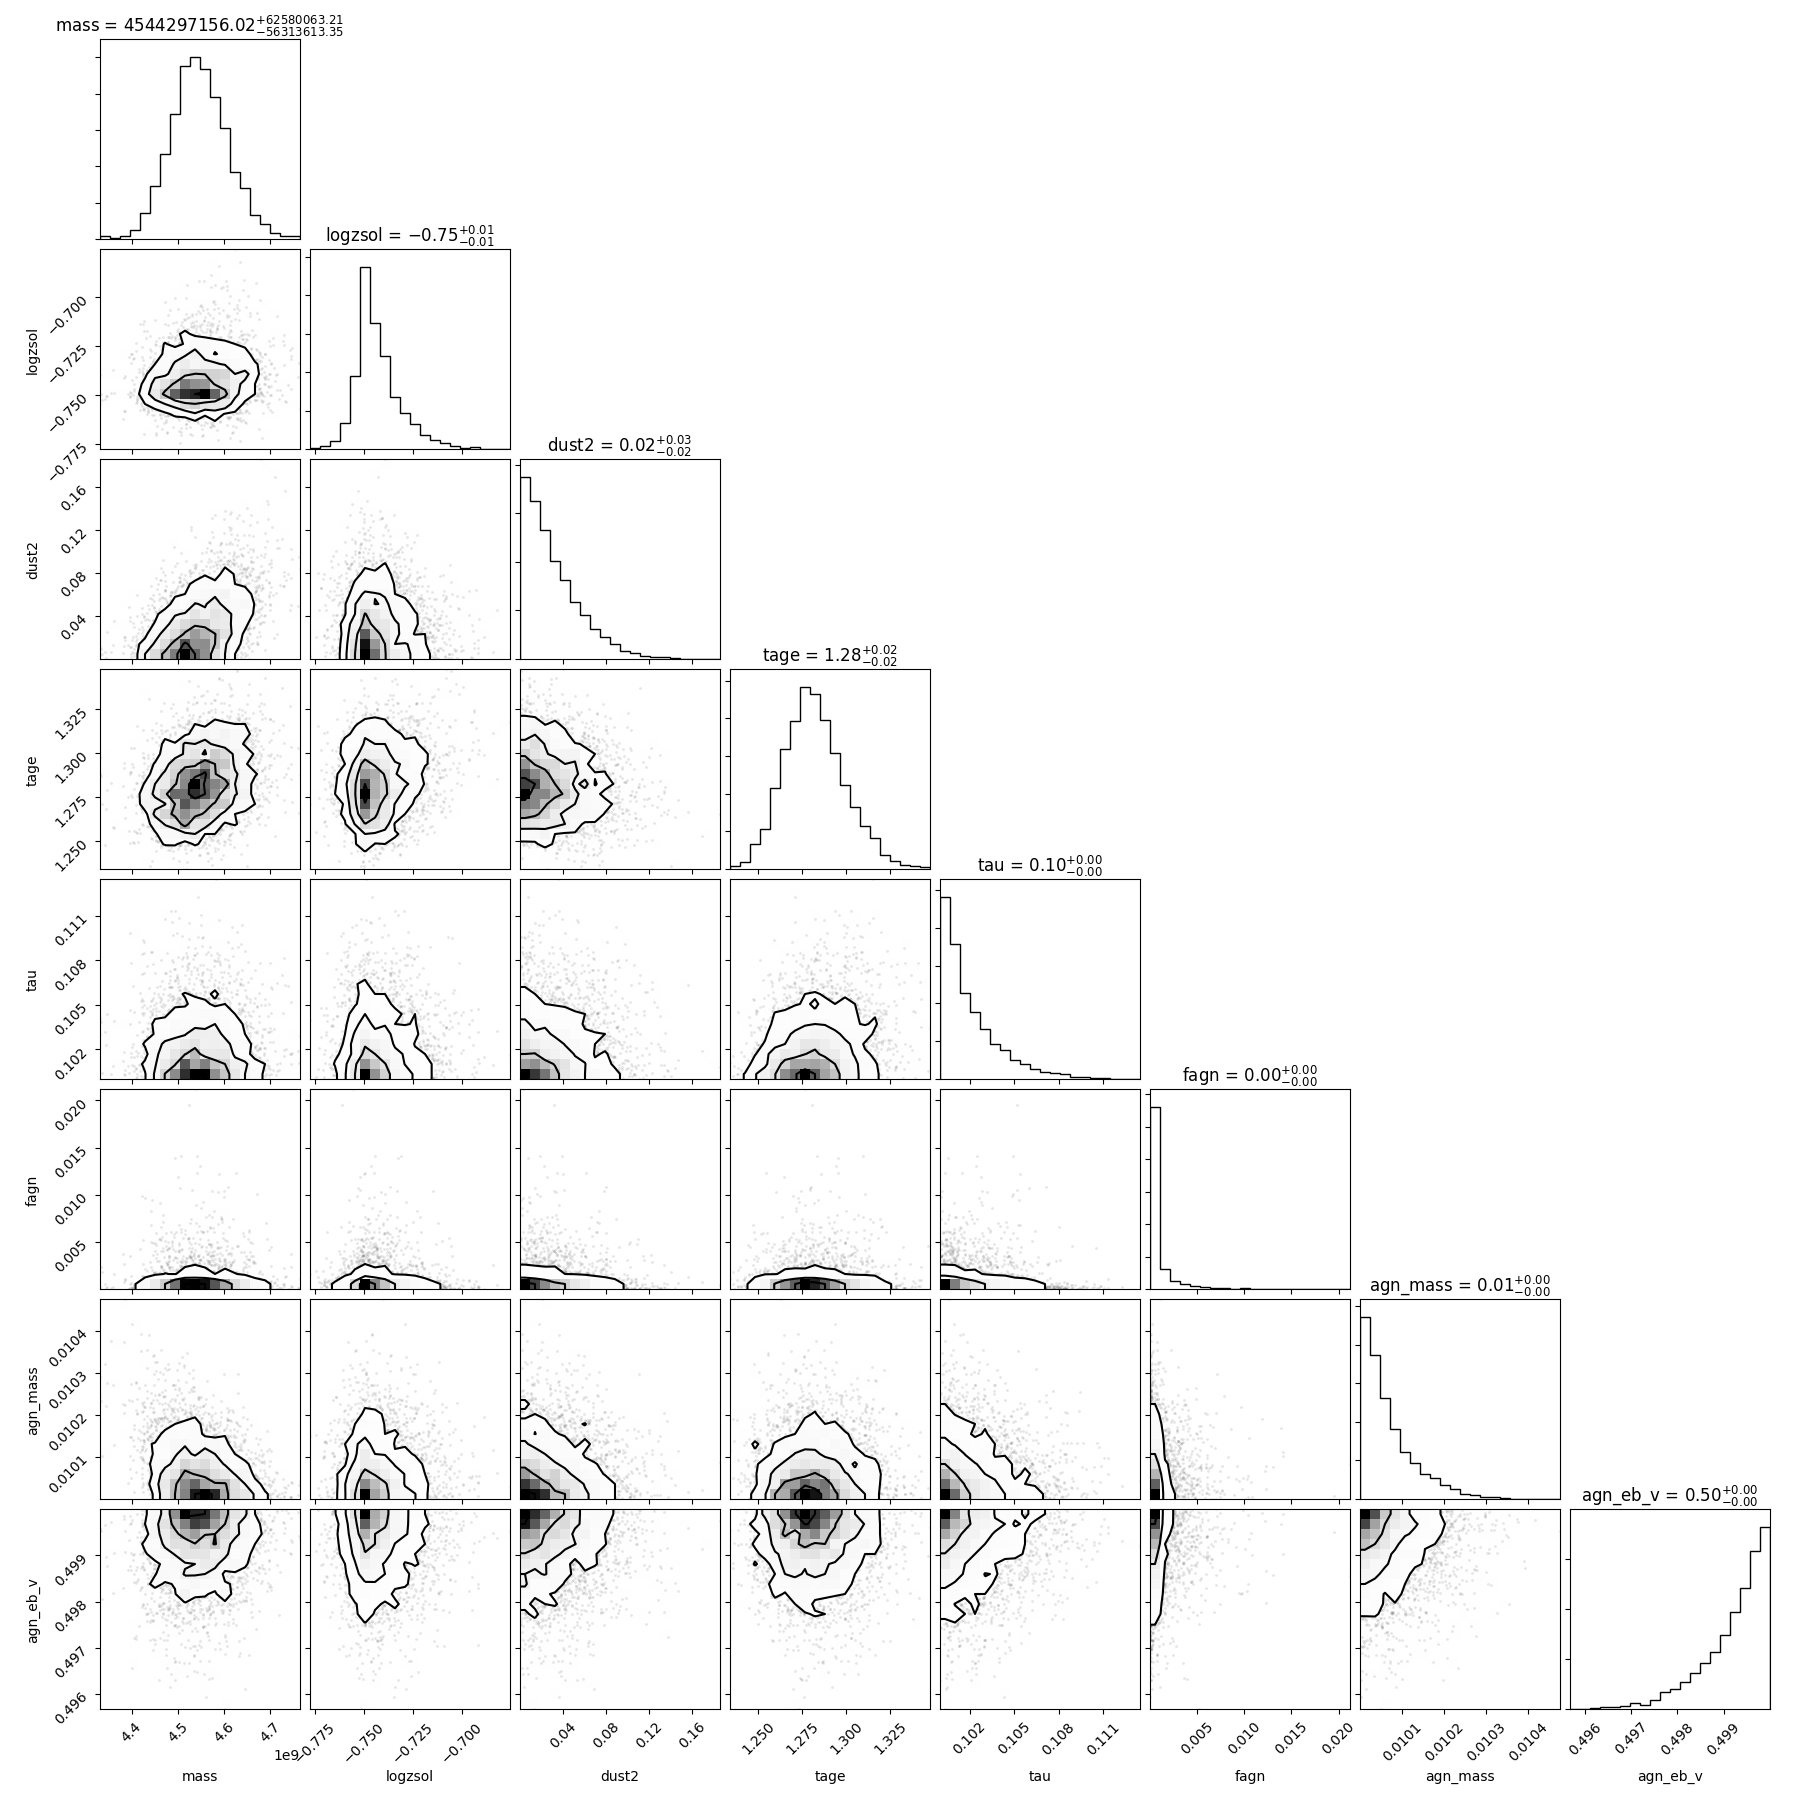 mass = 4544297156.02+62580063.21−56313613.35
logzsol = −0.75+0.01−0.01
−0.700
−0.725
−0.750
−0.775
logzsol
dust2 = 0.02+0.03−0.02
0.16
0.12
0.08
0.04
dust2
tage = 1.28+0.02−0.02
1.325
1.300
1.275
1.250
tage
tau = 0.10+0.00−0.00
0.111
0.108
0.105
0.102
tau
fagn = 0.00+0.00−0.00
0.020
0.015
0.010
0.005
fagn
agn_mass = 0.01+0.00−0.00
0.0104
0.0103
0.0102
0.0101
agn_mass
agn_eb_v = 0.50+0.00−0.00
0.499
0.498
0.497
0.496
agn_eb_v
4.4 4.5 4.6 4.7
1e9
mass
−0.775 −0.750 −0.725 −0.700
logzsol
0.04 0.08 0.12 0.16
dust2
1.250 1.275 1.300 1.325
tage
0.102 0.105 0.108 0.111
tau
0.005 0.010 0.015 0.020
fagn
0.0101 0.0102 0.0103 0.0104
agn_mass
0.496 0.497 0.498 0.499
agn_eb_v